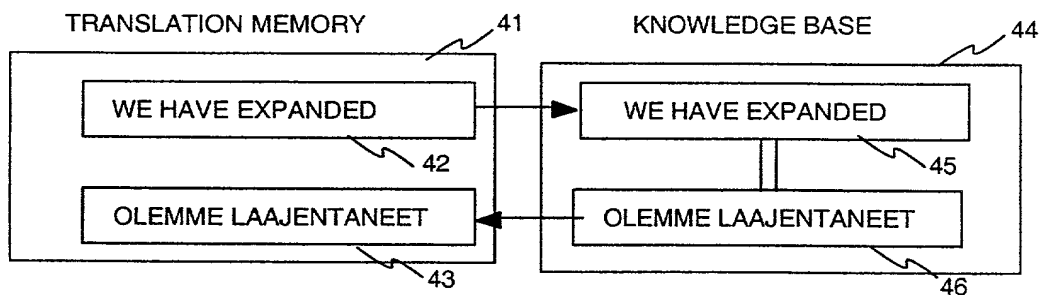 TRANSLATION MEMORY
41
WE HAVE EXPANDED
42
OLEMME LAAJENTANEET
43
KNOWLEDGE BASE
44
WE HAVE EXPANDED
45
OLEMME LAAJENTANEET
46